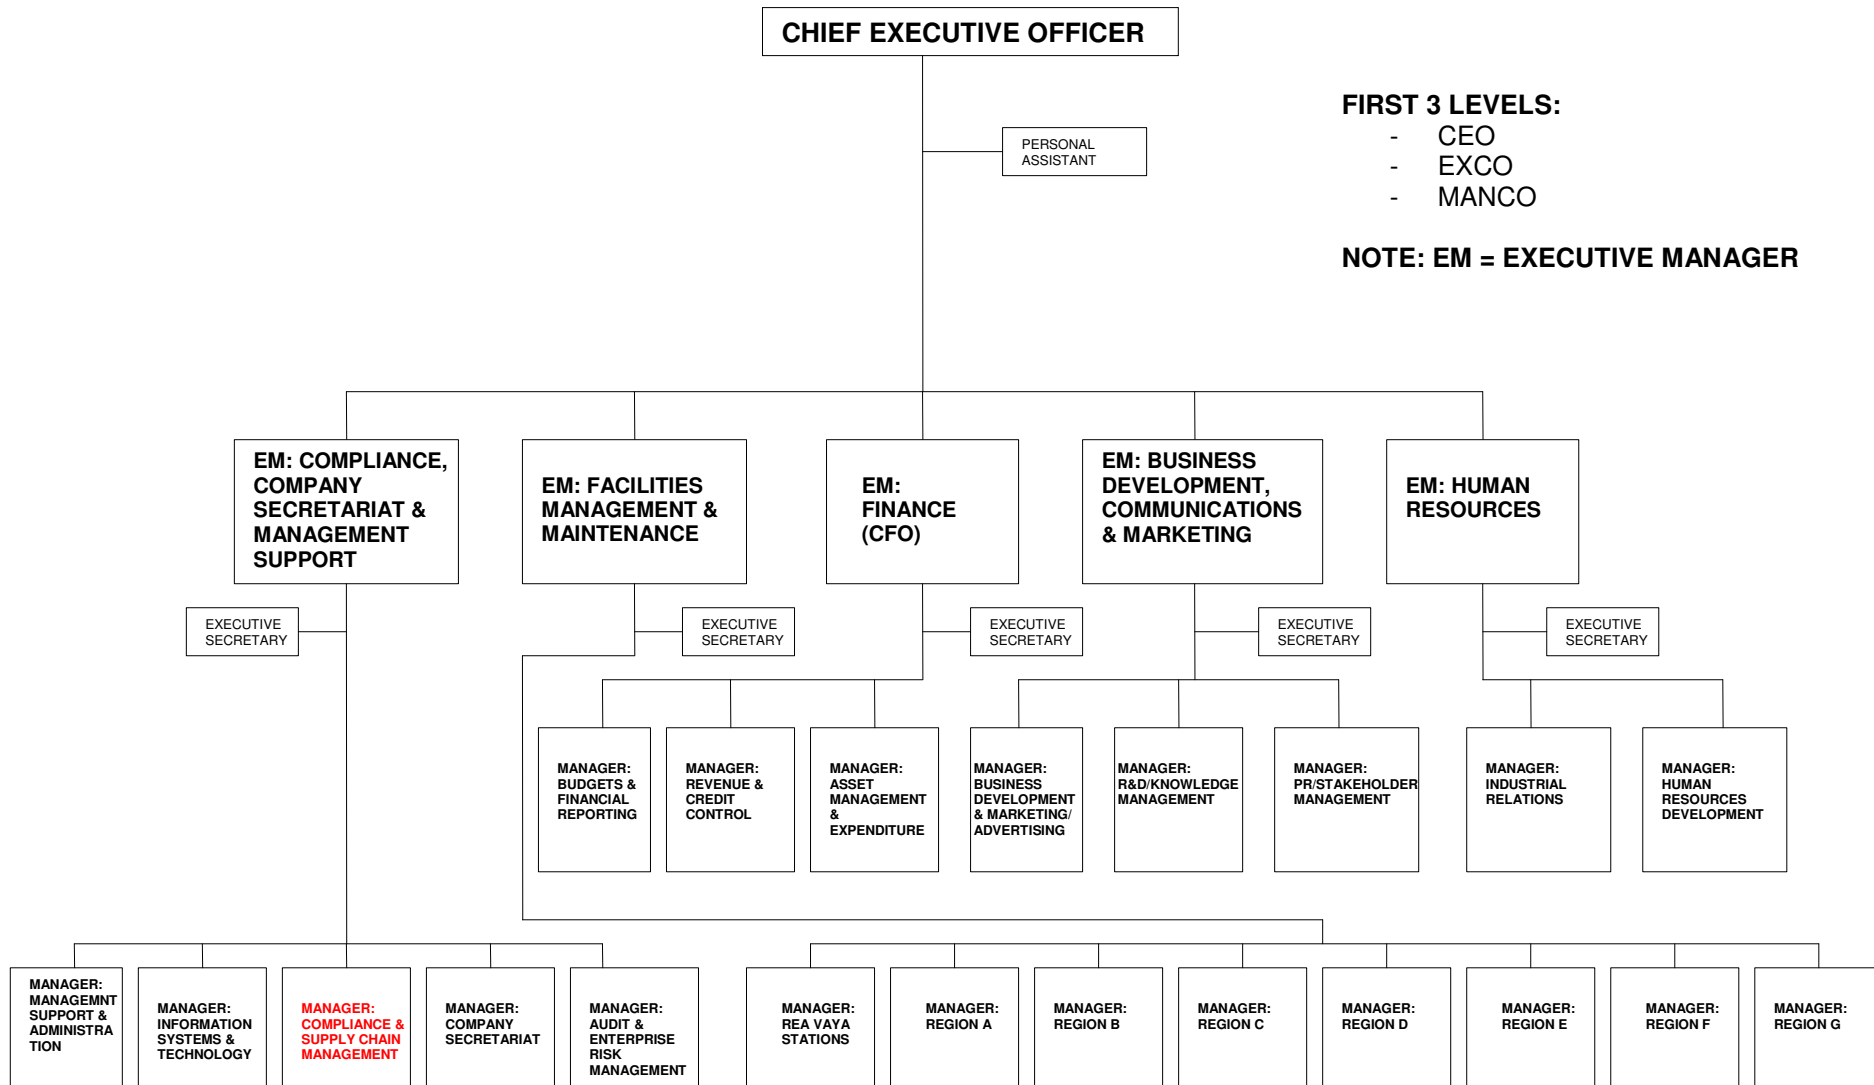 CHIEF EXECUTIVE OFFICER
PERSONAL
ASSISTANT
FIRST 3 LEVELS:
- CEO
- EXCO
- MANCO
NOTE: EM = EXECUTIVE MANAGER
EM: COMPLIANCE,
COMPANY
SECRETARIAT &
MANAGEMENT
SUPPORT
EM: FACILITIES
MANAGEMENT &
MAINTENANCE
EM:
FINANCE
(CFO)
EM: BUSINESS
DEVELOPMENT,
COMMUNICATIONS
& MARKETING
EM: HUMAN
RESOURCES
EXECUTIVE
SECRETARY
EXECUTIVE
SECRETARY
EXECUTIVE
SECRETARY
EXECUTIVE
SECRETARY
EXECUTIVE
SECRETARY
MANAGER:
BUDGETS &
FINANCIAL
REPORTING
MANAGER:
REVENUE &
CREDIT
CONTROL
MANAGER:
ASSET
MANAGEMENT
&
EXPENDITURE
MANAGER:
BUSINESS
DEVELOPMENT
& MARKETING/
ADVERTISING
MANAGER:
R&D/KNOWLEDGE
MANAGEMENT
MANAGER:
PR/STAKEHOLDER
MANAGEMENT
MANAGER:
INDUSTRIAL
RELATIONS
MANAGER:
HUMAN
RESOURCES
DEVELOPMENT
MANAGER:
MANAGEMNT
SUPPORT &
ADMINISTRA
TION
MANAGER:
INFORMATION
SYSTEMS &
TECHNOLOGY
MANAGER:
COMPLIANCE &
SUPPLY CHAIN
MANAGEMENT
MANAGER:
COMPANY
SECRETARIAT
MANAGER:
AUDIT &
ENTERPRISE
RISK
MANAGEMENT
MANAGER:
REA VAYA
STATIONS
MANAGER:
REGION A
MANAGER:
REGION B
MANAGER:
REGION C
MANAGER:
REGION D
MANAGER:
REGION E
MANAGER:
REGION F
MANAGER:
REGION G